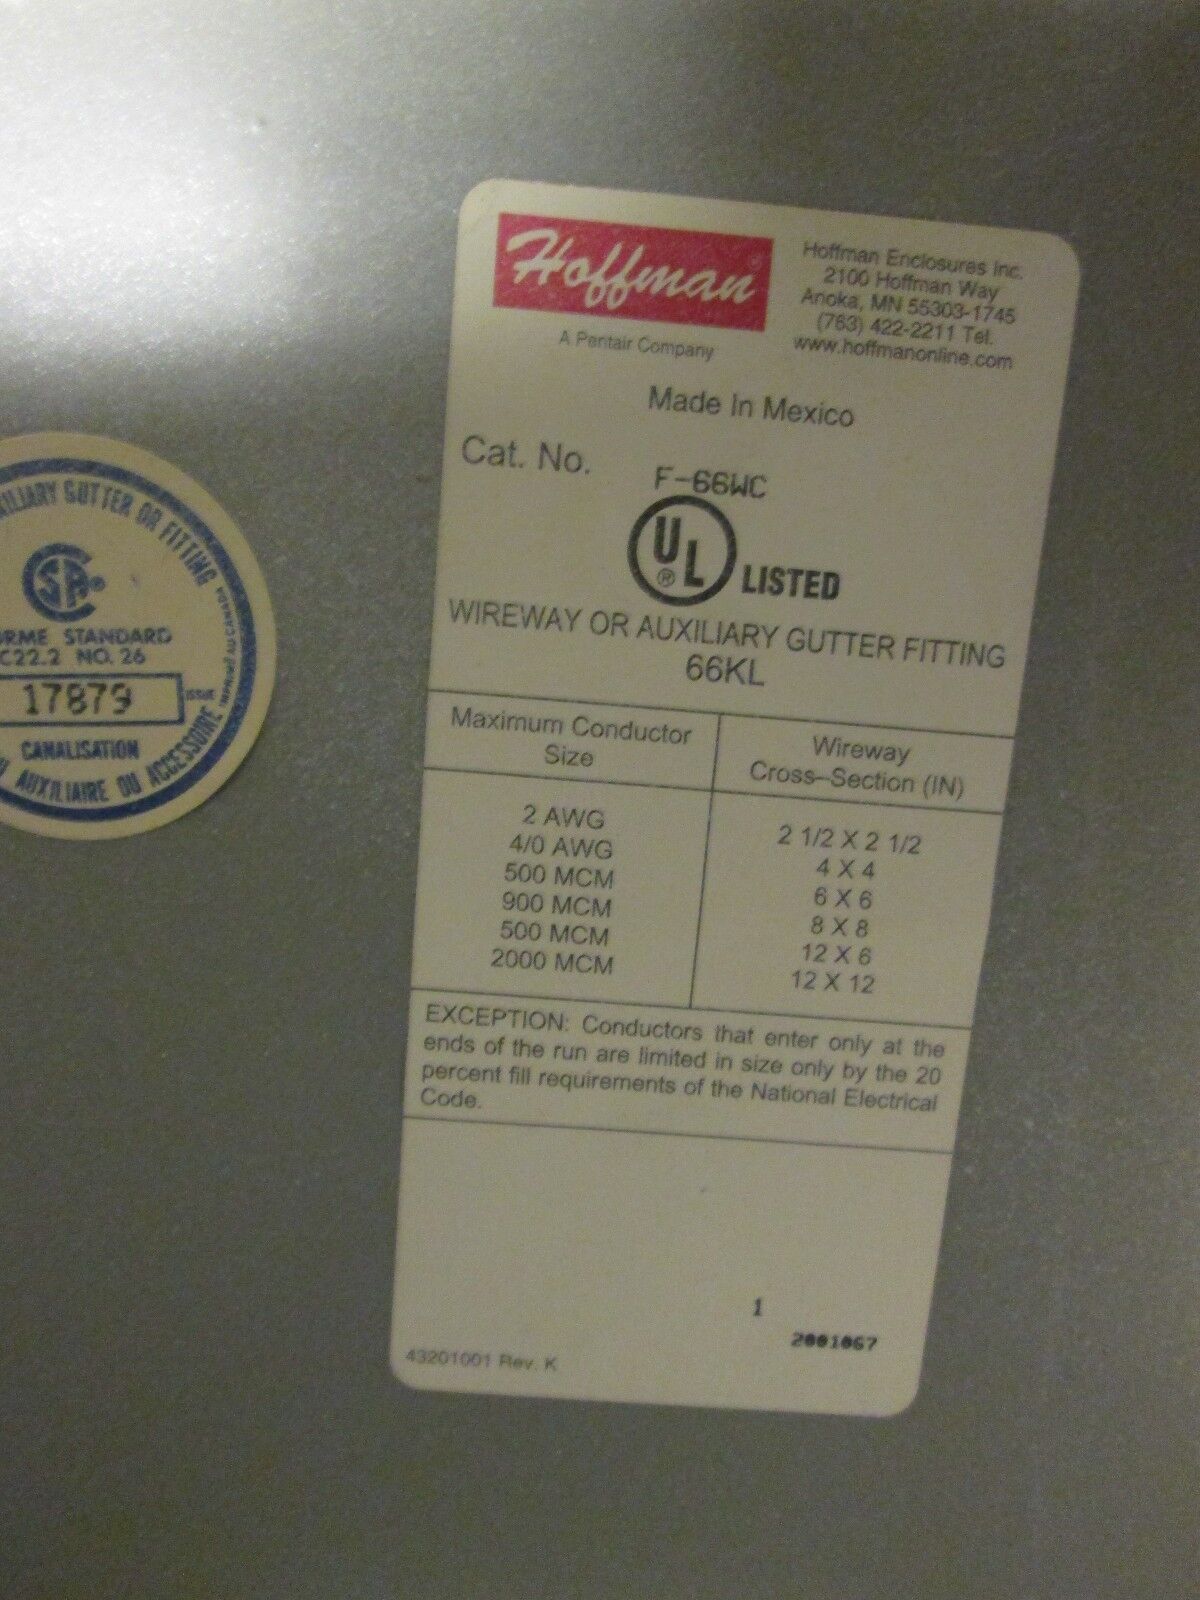 Hoffman®
A Pentair Company
Hoffman Enclosures Inc.
2100 Hoffman Way
Anoka, MN 55303-1745
(763) 422-2211 Tel.
www.hoffmanonline.com
Made In Mexico
Cat. No. F-66WC
UL ® LISTED
WIREWAY OR AUXILIARY GUTTER FITTING
66KL
Maximum Conductor
Size
Wireway
Cross-Section (IN)
2 AWG 2 1/2 X 2 1/2
4/0 AWG 4 X 4
500 MCM 6 X 6
900 MCM 8 X 8
500 MCM 12 X 6
2000 MCM 12 X 12
EXCEPTION: Conductors that enter only at the
ends of the run are limited in size only by the 20
percent fill requirements of the National Electrical
Code.
1
2001067
43201001 Rev. K
GUTTER OR FITTING
CSA®
STANDARD
C22.2 NO. 26
17879
ISSUE
CANALISATION
AUXILIAIRE OU ACCESSOIRE